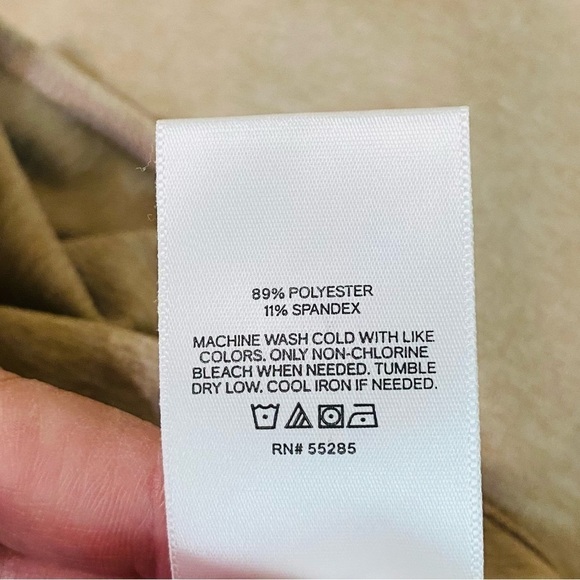 89% POLYESTER
11% SPANDEX
MACHINE WASH COLD WITH LIKE
COLORS. ONLY NON-CHLORINE
BLEACH WHEN NEEDED. TUMBLE
DRY LOW. COOL IRON IF NEEDED.
RN# 55285